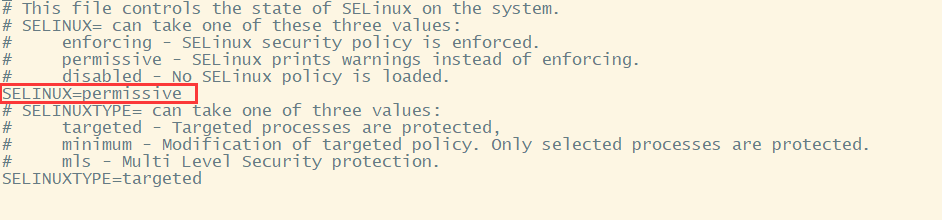 # This file controls the state of SELinux on the system.
# SELINUX= can take one of these three values:
#     enforcing - SELinux security policy is enforced.
#     permissive - SELinux prints warnings instead of enforcing.
#     disabled - No SELinux policy is loaded.
SELINUX=permissive
# SELINUXTYPE= can take one of three values:
#     targeted - Targeted processes are protected,
#     minimum - Modification of targeted policy. Only selected processes are protected.
#     mls - Multi Level Security protection.
SELINUXTYPE=targeted